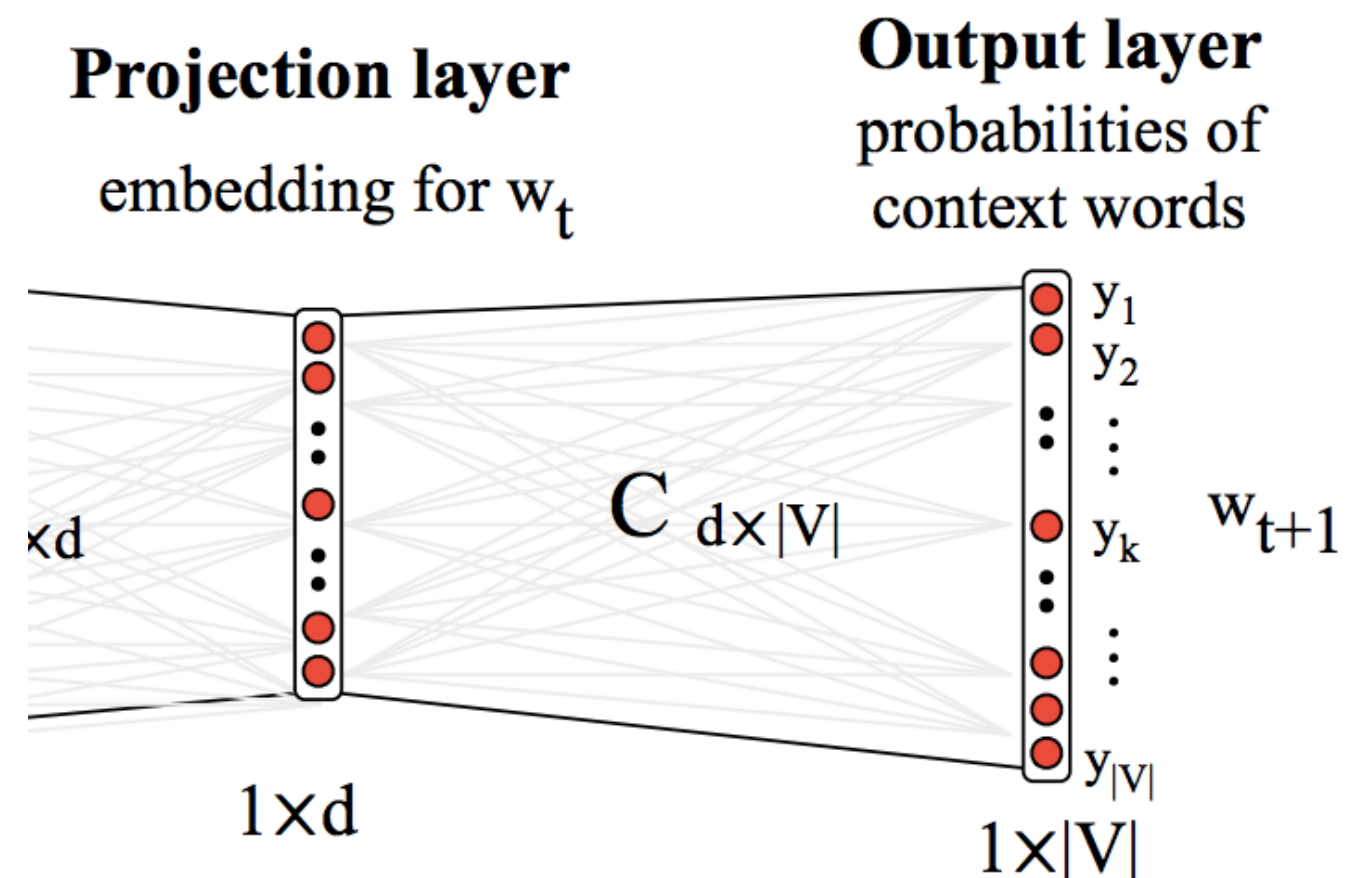 Projection layer
embedding for wt
Output layer
probabilities of
context words
y1
y2
yk
y|V|
wt+1
×d
C d×|V|
1×d
1×|V|